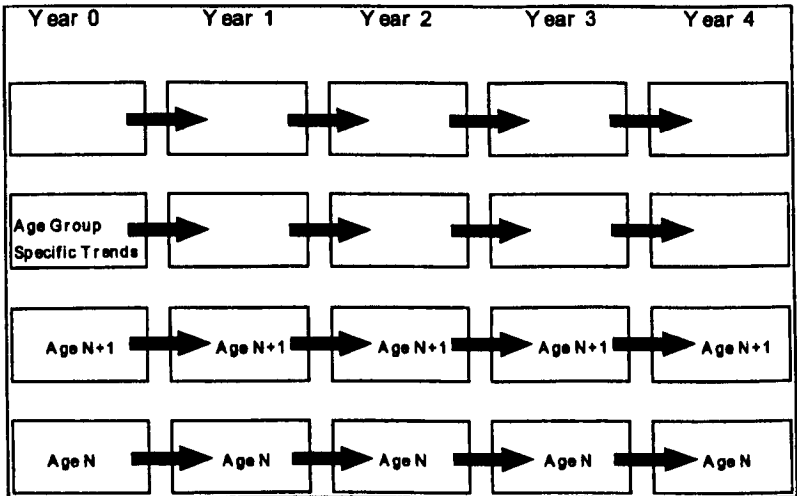 Year 0 Year 1 Year 2 Year 3 Year 4
Age Group
Specific Trends
Age N+1 Age N+1 Age N+1 Age N+1 Age N+1
Age N Age N Age N Age N Age N